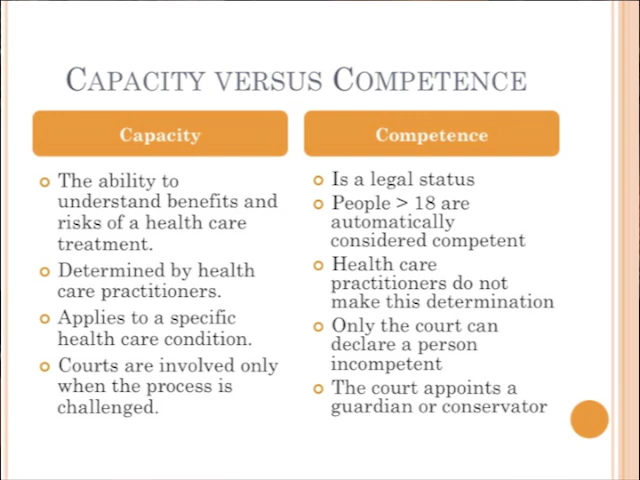 CAPACITY VERSUS COMPETENCE
Capacity
The ability to
understand benefits and
risks of a health care
treatment.
Determined by health
care practitioners.
Applies to a specific
health care condition.
Courts are involved only
when the process is
challenged.
Competence
Is a legal status
People > 18 are
automatically
considered competent
Health care
practitioners do not
make this determination
Only the court can
declare a person
incompetent
The court appoints a
guardian or conservator